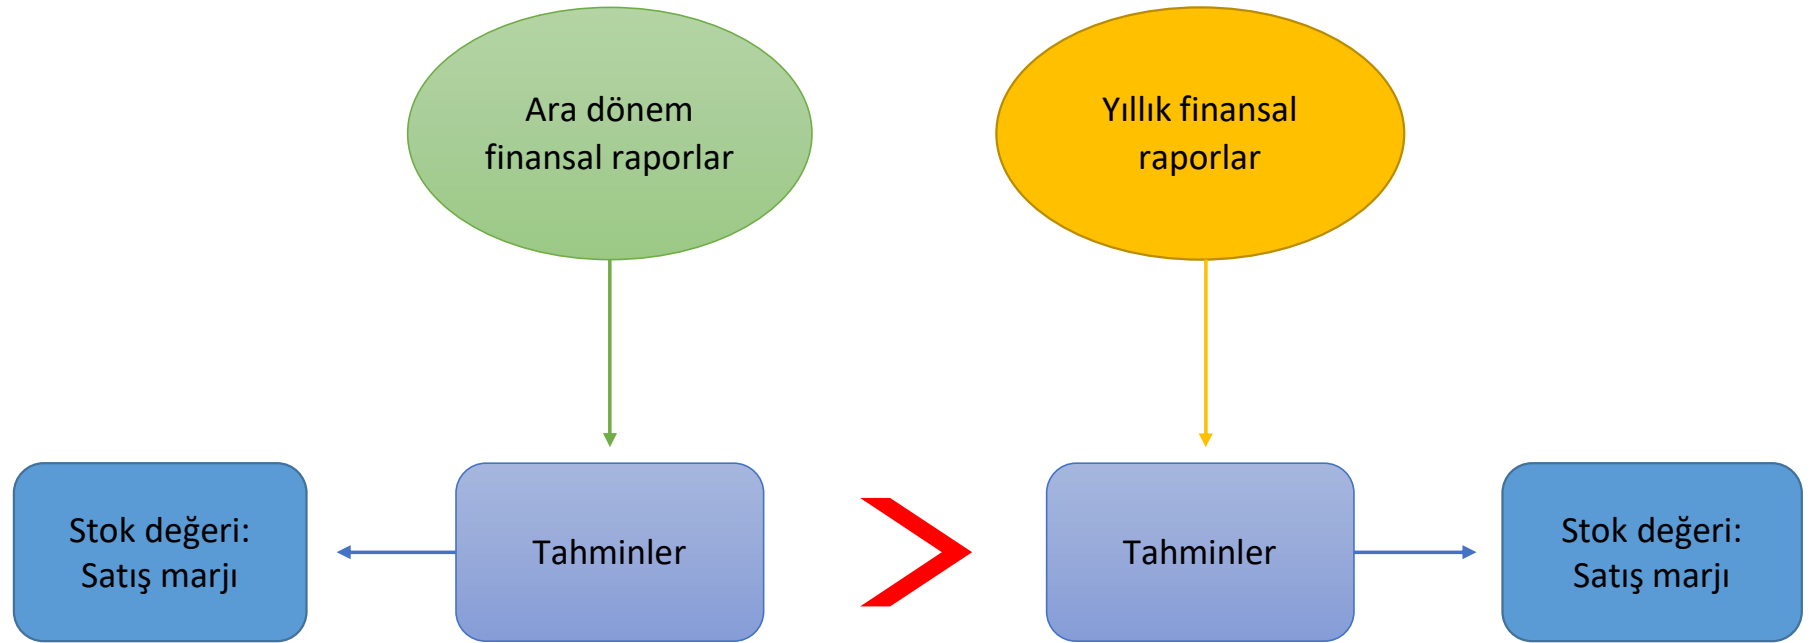 Ara dönem
finansal raporlar
Yıllık finansal
raporlar
Stok değeri:
Satış marjı
Tahminler
Tahminler
Stok değeri:
Satış marjı